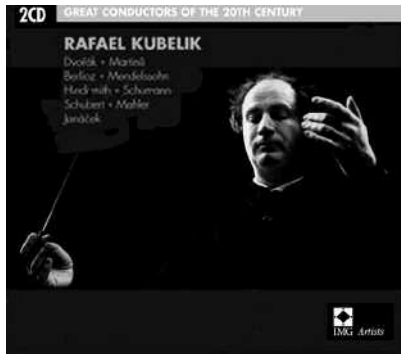 2CD GREAT CONDUCTORS OF THE 20TH CENTURY
RAFAEL KUBELIK
Dvořák • Martinů
Berlioz • Mendelssohn
Hindemith • Schumann
Schubert • Mahler
Janáček
IMG Artists